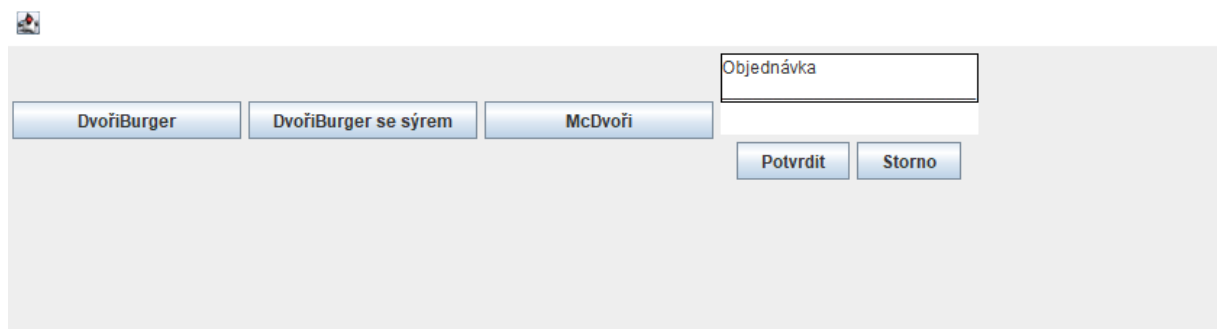 Objednávka
DvořiBurger
DvořiBurger se sýrem
McDvoři
Potvrdit
Storno